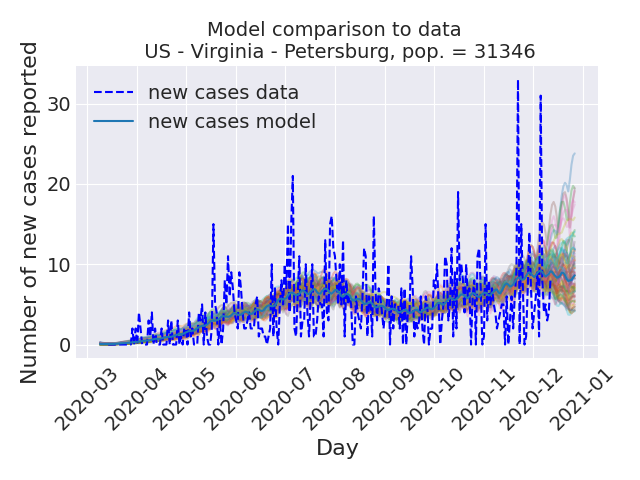 Model comparison to data
US - Virginia - Petersburg, pop. = 31346
new cases data
new cases model
Number of new cases reported
30
20
10
0
2020-03
2020-04
2020-05
2020-06
2020-07
2020-08
2020-09
2020-10
2020-11
2020-12
2021-01
Day